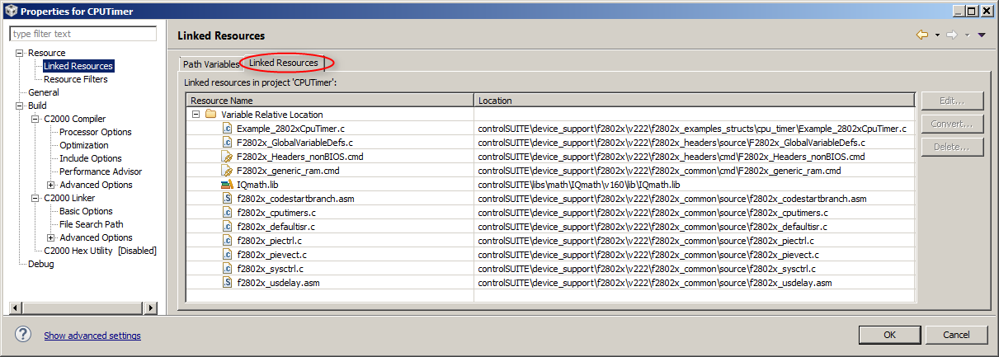 Properties for CPUTimer
type filter text
Resource
Linked Resources
Resource Filters
General
Build
C2000 Compiler
Processor Options
Optimization
Include Options
Performance Advisor
Advanced Options
C2000 Linker
Basic Options
File Search Path
Advanced Options
C2000 Hex Utility [Disabled]
Debug
Linked Resources
Path Variables Linked Resources
Linked resources in project 'CPUTimer':
Resource Name Location
Variable Relative Location
Example_2802xCpuTimer.c controlSUITE\device_support\f2802x\v222\f2802x_examples_structs\cpu_timer\Example_2802xCpuTimer.c
F2802x_GlobalVariableDefs.c controlSUITE\device_support\f2802x\v222\f2802x_headers\source\F2802x_GlobalVariableDefs.c
F2802x_Headers_nonBIOS.cmd controlSUITE\device_support\f2802x\v222\f2802x_headers\cmd\F2802x_Headers_nonBIOS.cmd
F2802x_generic_ram.cmd controlSUITE\device_support\f2802x\v222\f2802x_common\cmd\F2802x_generic_ram.cmd
IQmath.lib controlSUITE\libs\math\IQmath\v160\lib\IQmath.lib
f2802x_codestartbranch.asm controlSUITE\device_support\f2802x\v222\f2802x_common\source\f2802x_codestartbranch.asm
f2802x_cputimers.c controlSUITE\device_support\f2802x\v222\f2802x_common\source\f2802x_cputimers.c
f2802x_defaultisr.c controlSUITE\device_support\f2802x\v222\f2802x_common\source\f2802x_defaultisr.c
f2802x_piectrl.c controlSUITE\device_support\f2802x\v222\f2802x_common\source\f2802x_piectrl.c
f2802x_pievect.c controlSUITE\device_support\f2802x\v222\f2802x_common\source\f2802x_pievect.c
f2802x_sysctrl.c controlSUITE\device_support\f2802x\v222\f2802x_common\source\f2802x_sysctrl.c
f2802x_usdelay.asm controlSUITE\device_support\f2802x\v222\f2802x_common\source\f2802x_usdelay.asm
Edit...
Convert...
Delete...
Show advanced settings
OK
Cancel